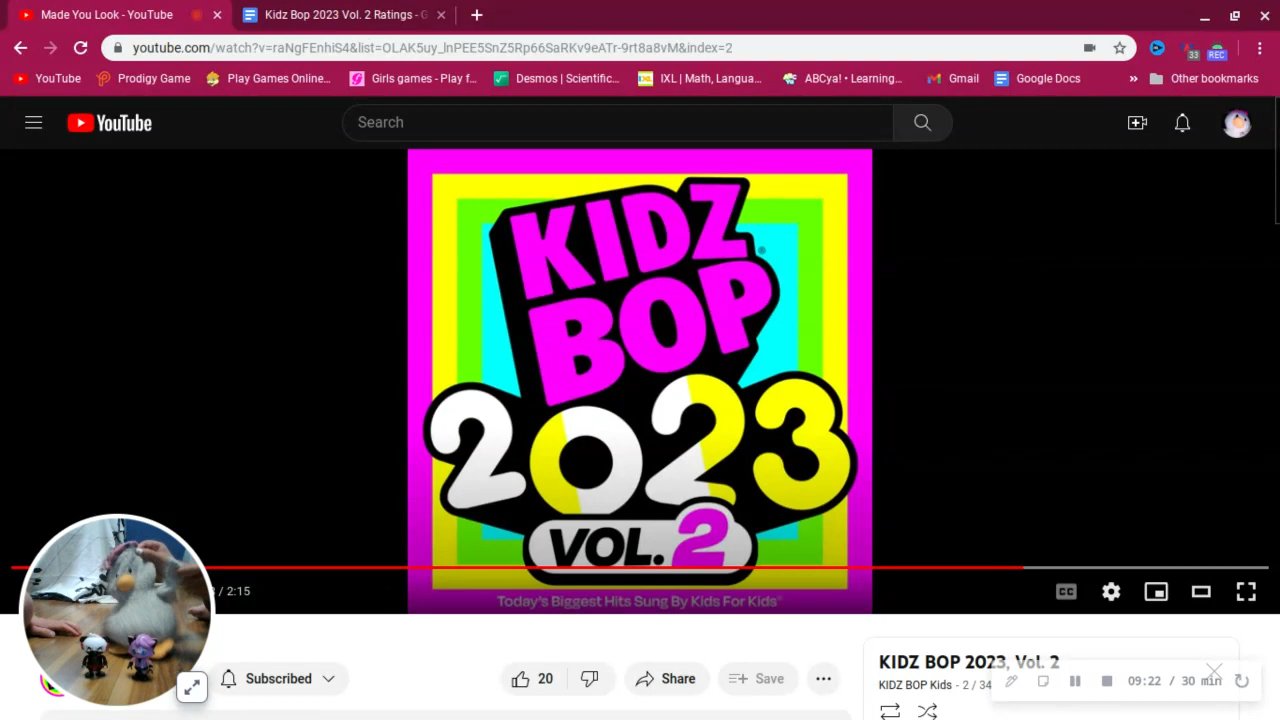 Made You Look - YouTube
Kidz Bop 2023 Vol. 2 Ratings - G
youtube.com/watch?v=raNgFEnhiS4&list=OLAK5uy_lnPEE5SnZ5Rp66SaRKv9eATr-9rt8a8vM&index=2
33
REC
YouTube
Prodigy Game
Play Games Online...
Girls games - Play f...
Desmos | Scientific...
IXL | Math, Langua...
ABCya! • Learning...
Gmail
Google Docs
»
Other bookmarks
YouTube
Search
KIDZ
BOP®
2023
VOL. 2
Today's Biggest Hits Sung By Kids For Kids"
/ 2:15
CC
Subscribed
20
Share
Save
KIDZ BOP 2023, Vol. 2
KIDZ BOP Kids - 2 / 34
09:22 / 30 min